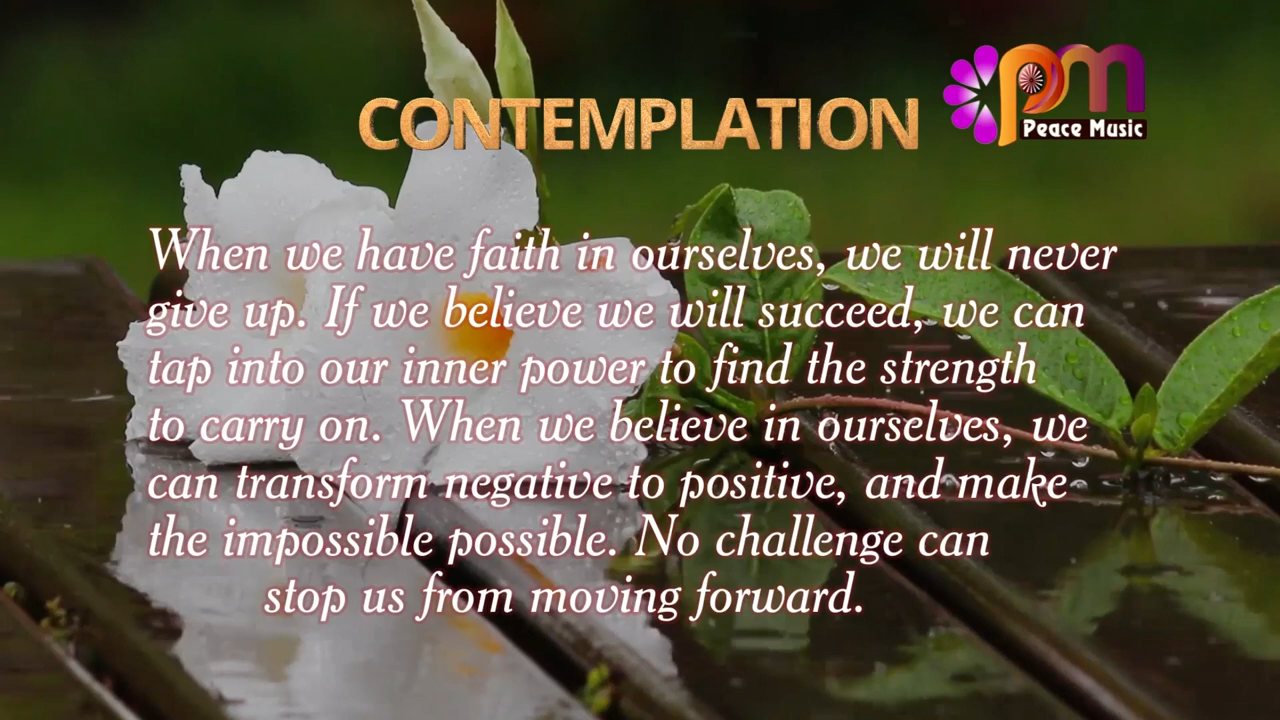 CONTEMPLATION
pm
Peace Music
When we have faith in ourselves, we will never
give up. If we believe we will succeed, we can
tap into our inner power to find the strength
to carry on. When we believe in ourselves, we
can transform negative to positive, and make
the impossible possible. No challenge can
stop us from moving forward.